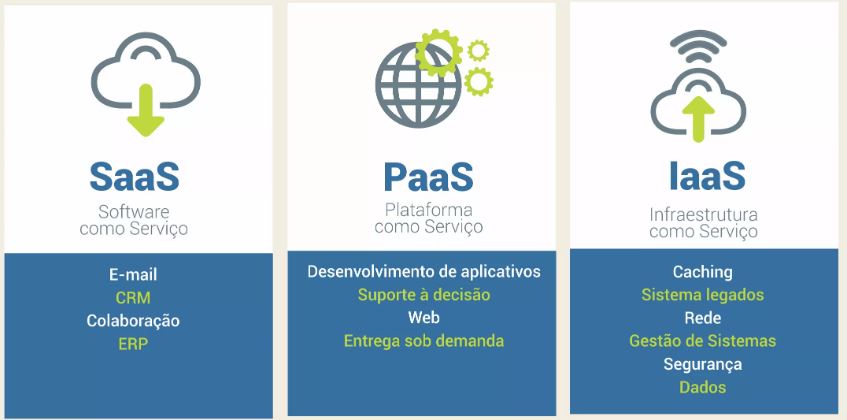 SaaS
Software
como Serviço
E-mail
CRM
Colaboração
ERP
PaaS
Plataforma
como Serviço
Desenvolvimento de aplicativos
Suporte à decisão
Web
Entrega sob demanda
IaaS
Infraestrutura
como Serviço
Caching
Sistema legados
Rede
Gestão de Sistemas
Segurança
Dados